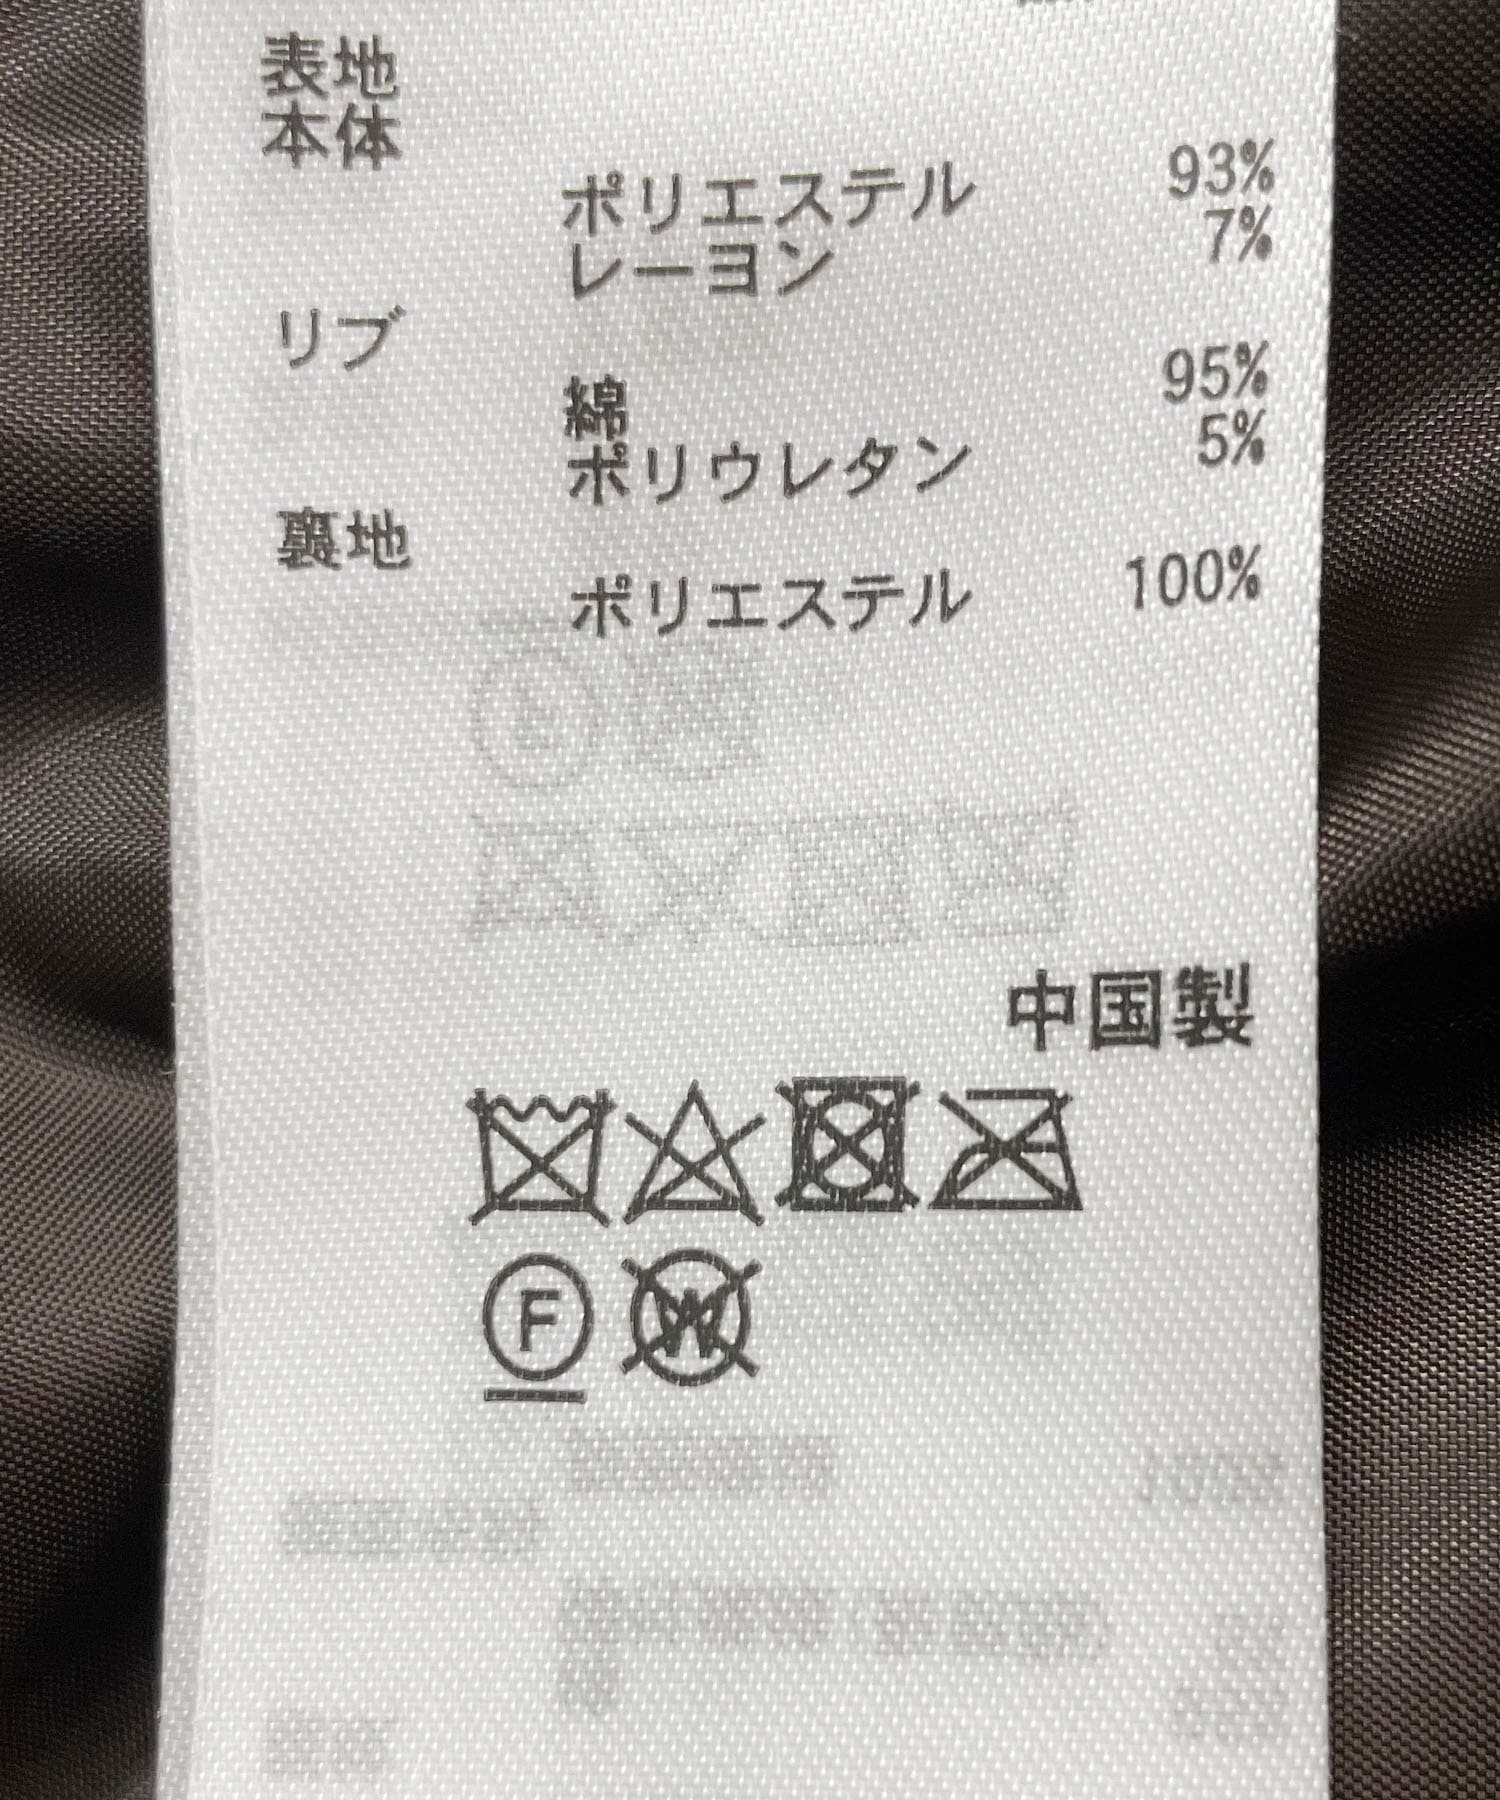 表地
本体
ポリエステル 93%
レーヨン 7%
リブ
綿 95%
ポリウレタン 5%
裏地
ポリエステル 100%
中国製
F
W